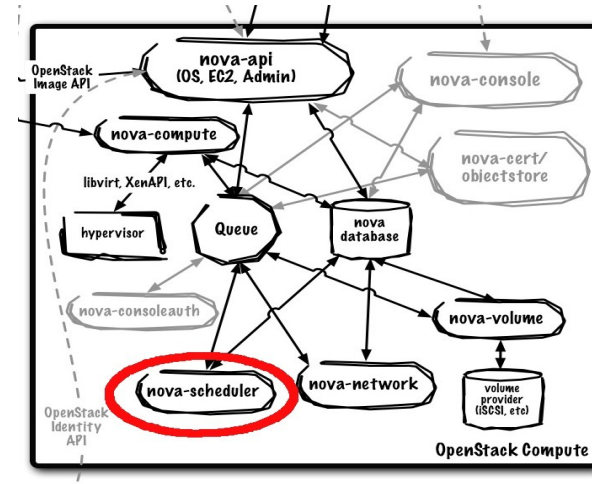 nova-api
(OS, EC2, Admin)
OpenStack
Image API
nova-console
nova-compute
nova-cert/
objectstore
libvirt, XenAPI, etc.
hypervisor
Queue
nova
database
nova-consoleauth
nova-volume
nova-scheduler
nova-network
volume
provider
(iSCSI, etc)
OpenStack
Identity
API
OpenStack Compute